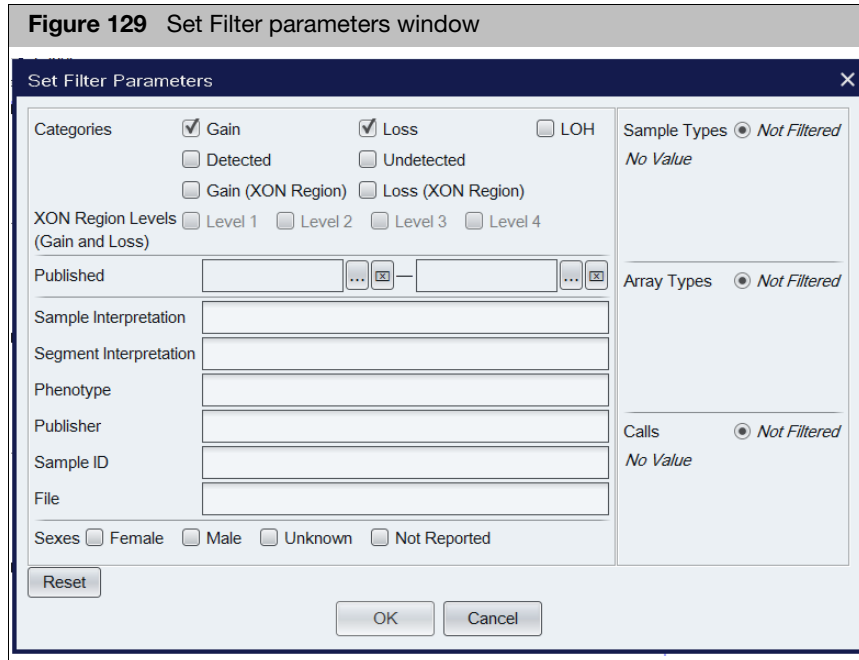 Figure 129 Set Filter parameters window
Set Filter Parameters
Categories Gain Loss LOH
Detected Undetected
Gain (XON Region) Loss (XON Region)
XON Region Levels Level 1 Level 2 Level 3 Level 4
(Gain and Loss)
Published ... — ...
Sample Interpretation
Segment Interpretation
Phenotype
Publisher
Sample ID
File
Sexes Female Male Unknown Not Reported
Sample Types Not Filtered
No Value
Array Types Not Filtered
Calls Not Filtered
No Value
Reset
OK Cancel